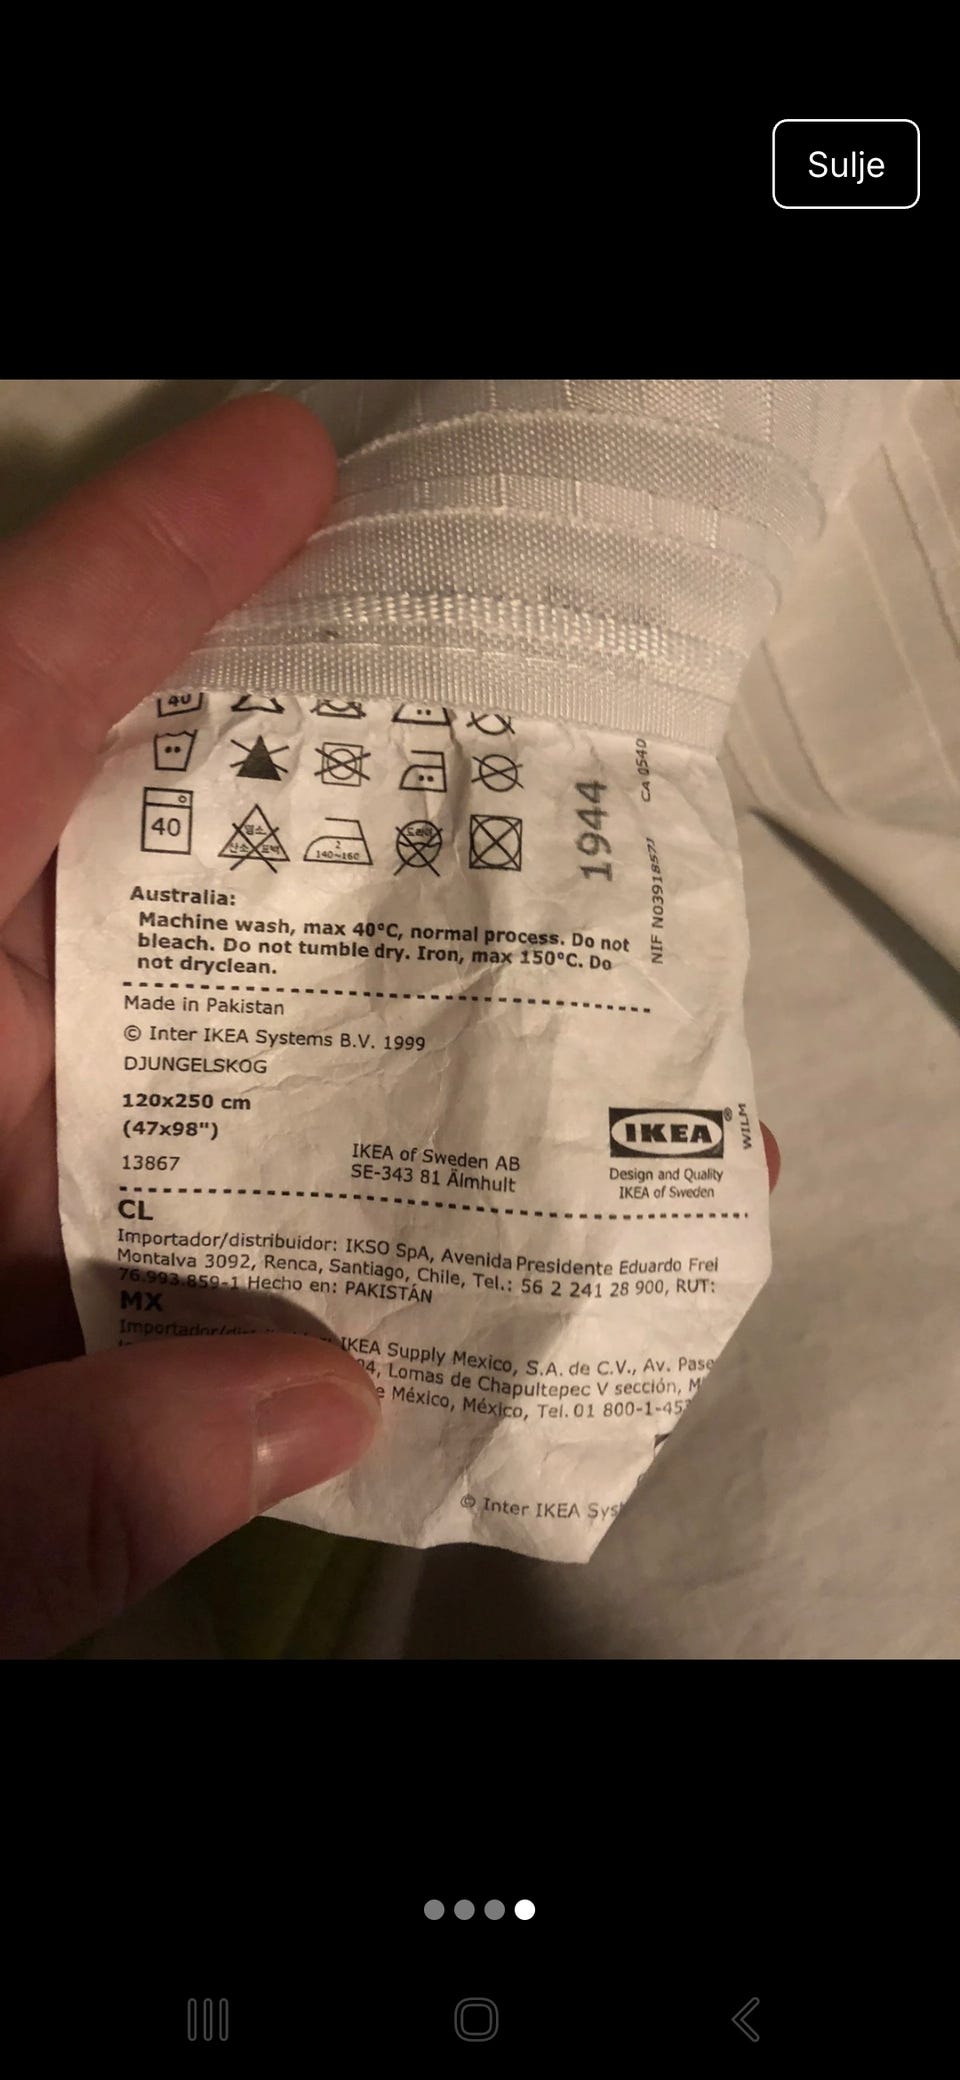 Sulje
40
40
2
140~160
1944
CA 0540
Australia:
Machine wash, max 40°C, normal process. Do not
bleach. Do not tumble dry. Iron, max 150°C. Do
not dryclean.
NIF
Made in Pakistan
© Inter IKEA Systems B.V. 1999
DJUNGELSKOG
120x250 cm
(47x98")
13867
IKEA of Sweden AB
SE-343 81 Älmhult
IKEA®
Design and Quality
IKEA of Sweden
WILM
CL
Importador/distribuidor: IKSO SpA, Avenida Presidente Eduardo Frei
Montalva 3092, Renca, Santiago, Chile, Tel.: 56 2 241 28 900, RUT:
76.993.859-1 Hecho en: PAKISTÁN
MX
IKEA Supply Mexico, S.A. de C.V., Av.
Lomas de Chapultepec V sección,
México, México, Tel. 01
© Inter IKEA